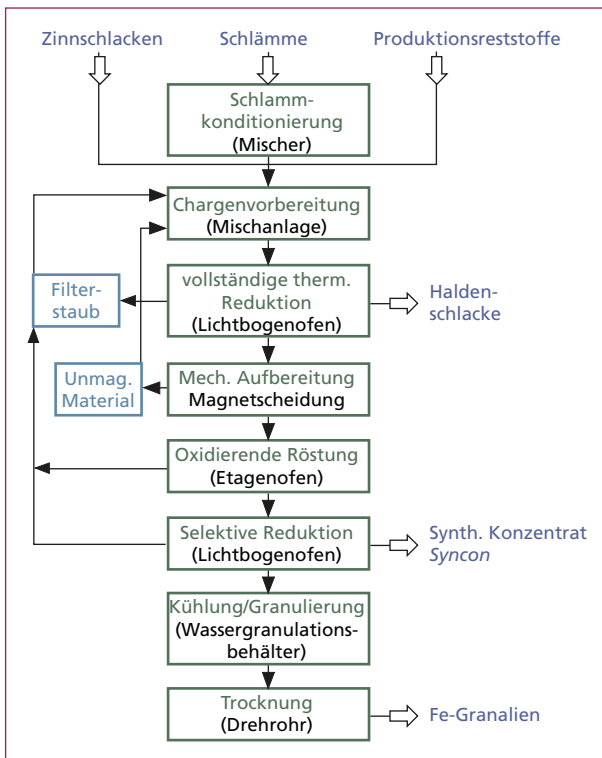 Zinnschlacken
Schlämme
Produktionsreststoffe
Schlamm-
konditionierung
(Mischer)
Chargenvorbereitung
(Mischanlage)
Filter-
staub
vollständige therm.
Reduktion
(Lichtbogenofen)
Halden-
schlacke
Unmag.
Material
Mech. Aufbereitung
Magnetscheidung
Oxidierende Röstung
(Etagenofen)
Selektive Reduktion
(Lichtbogenofen)
Synth. Konzentrat
Syncon
Kühlung/Granulierung
(Wassergranulations-
behälter)
Trocknung
(Drehrohr)
Fe-Granalien